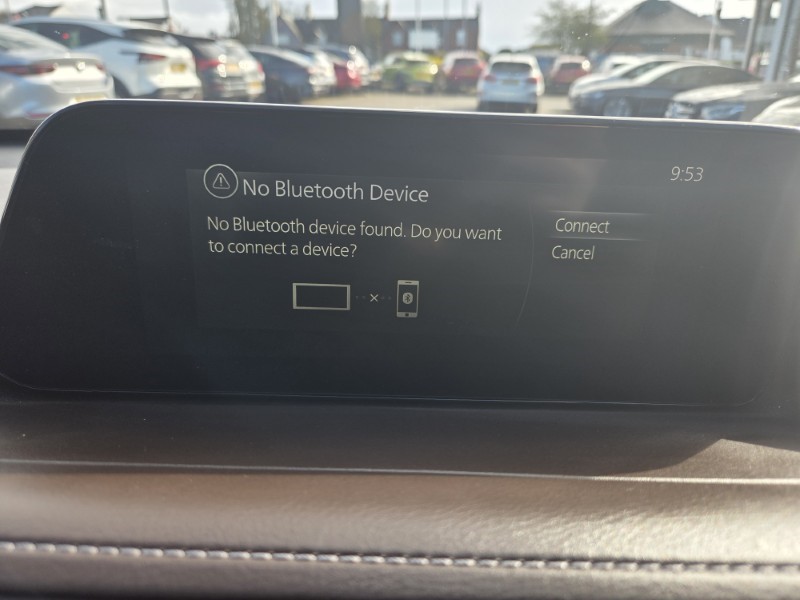 9:53
No Bluetooth Device
No Bluetooth device found. Do you want
to connect a device?
Connect
Cancel